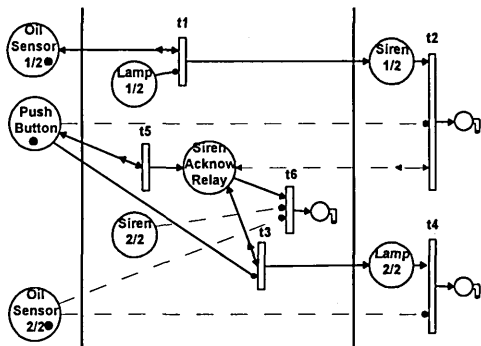 t1
Oil
Sensor
1/2
Lamp
1/2
Siren
1/2
t2
Push
Button
t5
Siren
Acknow
Relay
t6
Siren
2/2
t3
Lamp
2/2
t4
Oil
Sensor
2/2